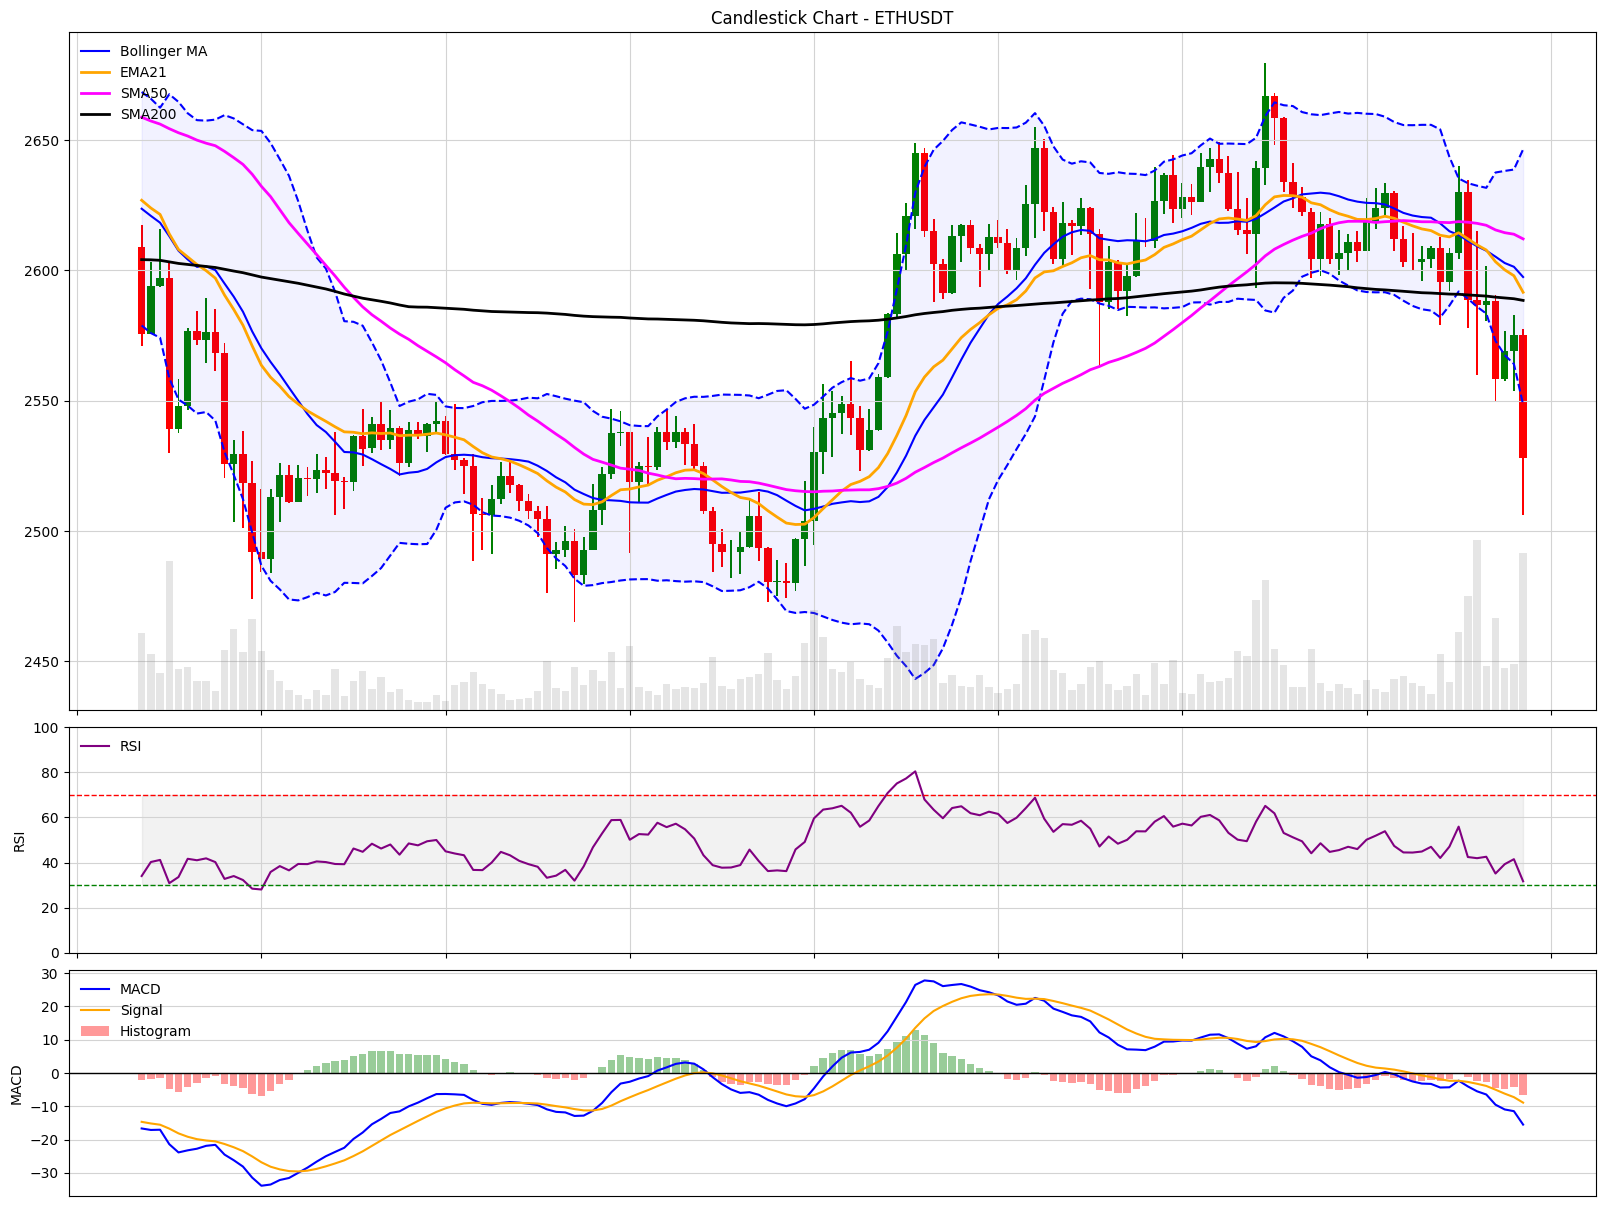 Candlestick Chart - ETHUSDT
Bollinger MA
EMA21
SMA50
SMA200
2650
2600
2550
2500
2450
100
80
60
40
20
0
RSI
RSI
30
20
10
0
−10
−20
−30
MACD
MACD
Signal
Histogram